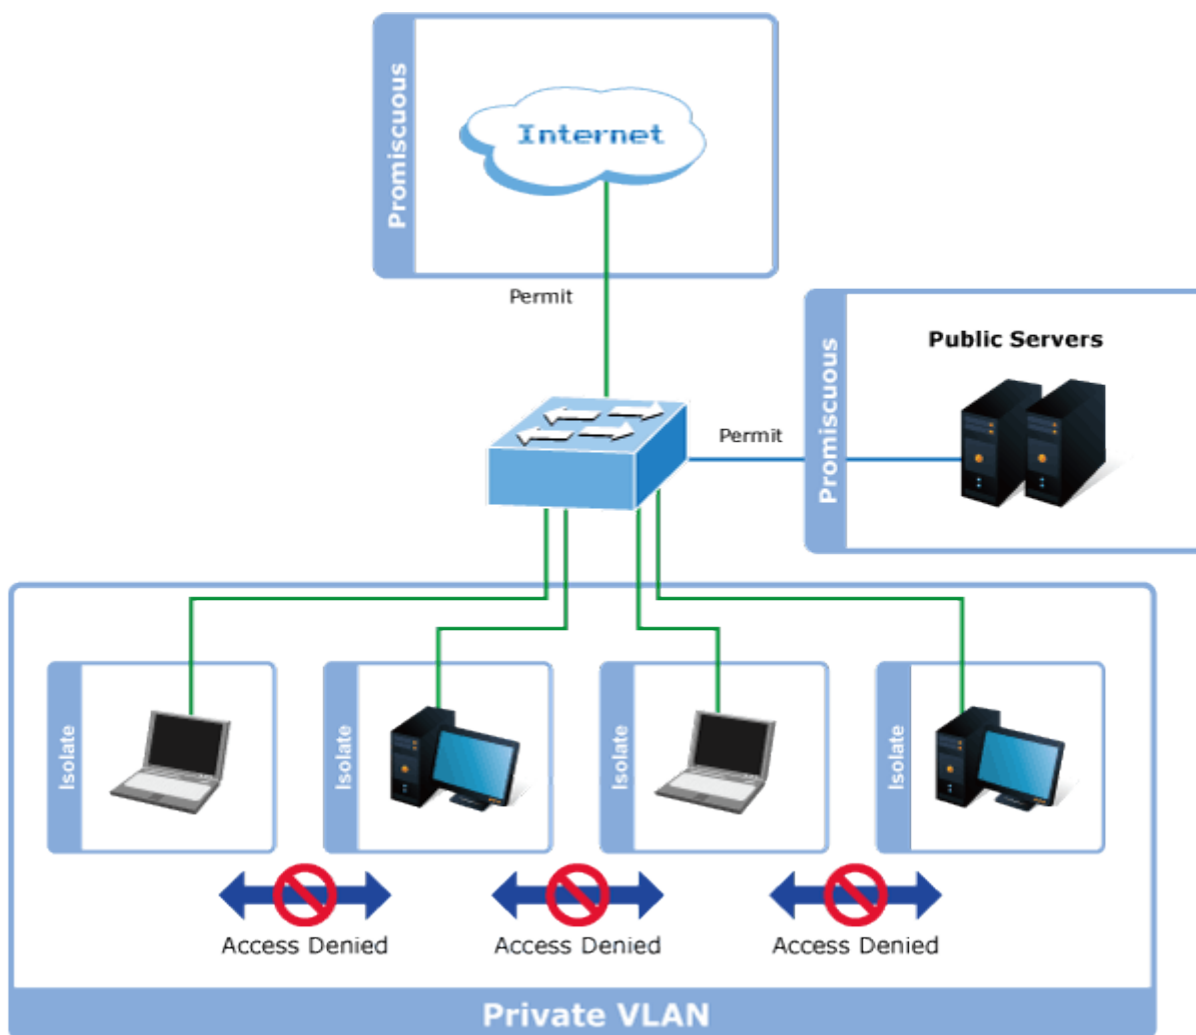 Promiscuous
Internet
Permit
Promiscuous
Public Servers
Permit
Isolate
Isolate
Isolate
Isolate
Access Denied
Access Denied
Access Denied
Private VLAN